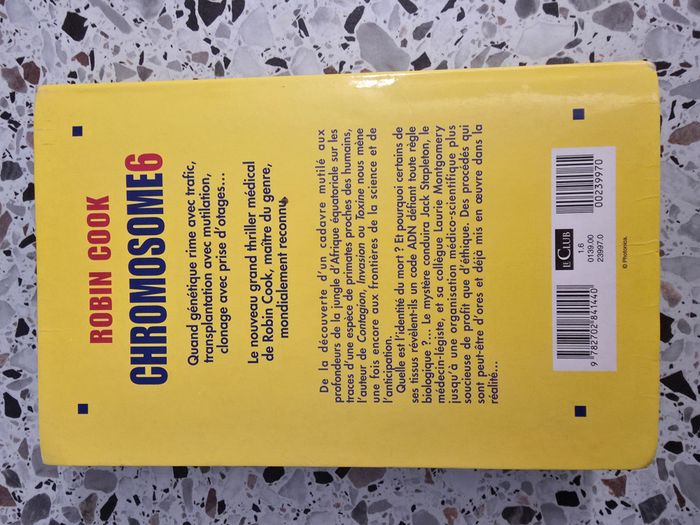 ROBIN COOK
CHROMOSOME6
Quand génétique rime avec trafic,
transplantation avec mutilation,
clonage avec prise d'otages...
Le nouveau grand thriller médical
de Robin Cook, maître du genre,
mondialement reconnu.
De la découverte d'un cadavre mutilé aux
profondeurs de la jungle d'Afrique équatoriale sur les
traces d'une espèce de primates proches des humains,
l'auteur de Contagion, Invasion ou Toxine nous mène
une fois encore aux frontières de la science et de
l'anticipation.
Quelle est l'identité du mort ? Et pourquoi certains de
ses tissus révèlent-ils un code ADN défiant toute règle
biologique ?... Le mystère conduira Jack Stapleton, le
médecin-légiste, et sa collègue Laurie Montgomery
jusqu'à une organisation médico-scientifique plus
soucieuse de profit que d'éthique. Des procédés qui
sont peut-être d'ores et déjà mis en œuvre dans la
réalité...
9 782702 841440
LE CLUB
1.6
0139.00
23997.0
00239970
© Photonica.